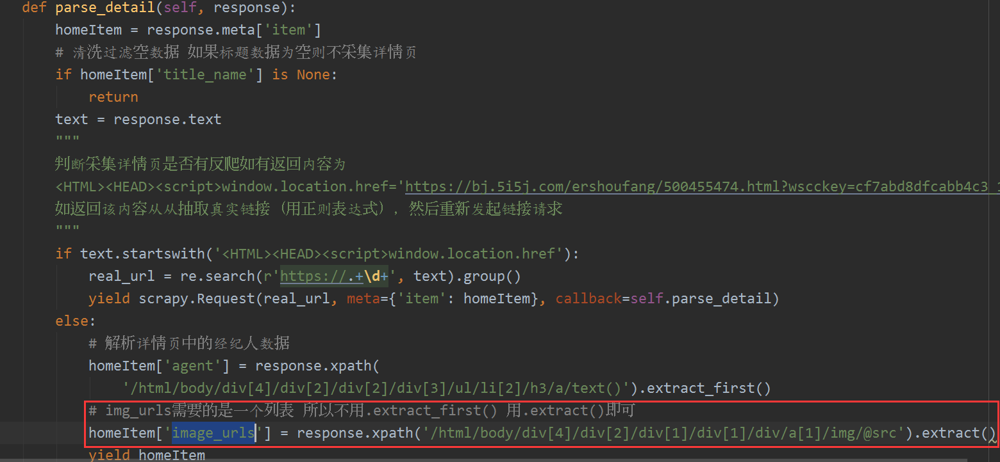 def parse_detail(self, response):
homeItem = response.meta['item']
# 清洗过滤空数据 如果标题数据为空则不采集详情页
if homeItem['title_name'] is None:
return
text = response.text
"""
判断采集详情页是否有反爬如有返回内容为
<HTML><HEAD><script>window.location.href='https://bj.5i5j.com/ershoufang/500455474.html?wscckey=cf7abd8dfcabb4c3_1
如返回该内容从从抽取真实链接（用正则表达式），然后重新发起链接请求
"""
if text.startswith('<HTML><HEAD><script>window.location.href'):
real_url = re.search(r'https://.+\d+', text).group()
yield scrapy.Request(real_url, meta={'item': homeItem}, callback=self.parse_detail)
else:
# 解析详情页中的经纪人数据
homeItem['agent'] = response.xpath(
'/html/body/div[4]/div[2]/div[2]/div[3]/ul/li[2]/h3/a/text()').extract_first()
# img_urls需要的是一个列表 所以不用.extract_first() 用.extract()即可
homeItem['image_urls'] = response.xpath('/html/body/div[4]/div[2]/div[1]/div[1]/div/a[1]/img/@src').extract()
yield homeItem